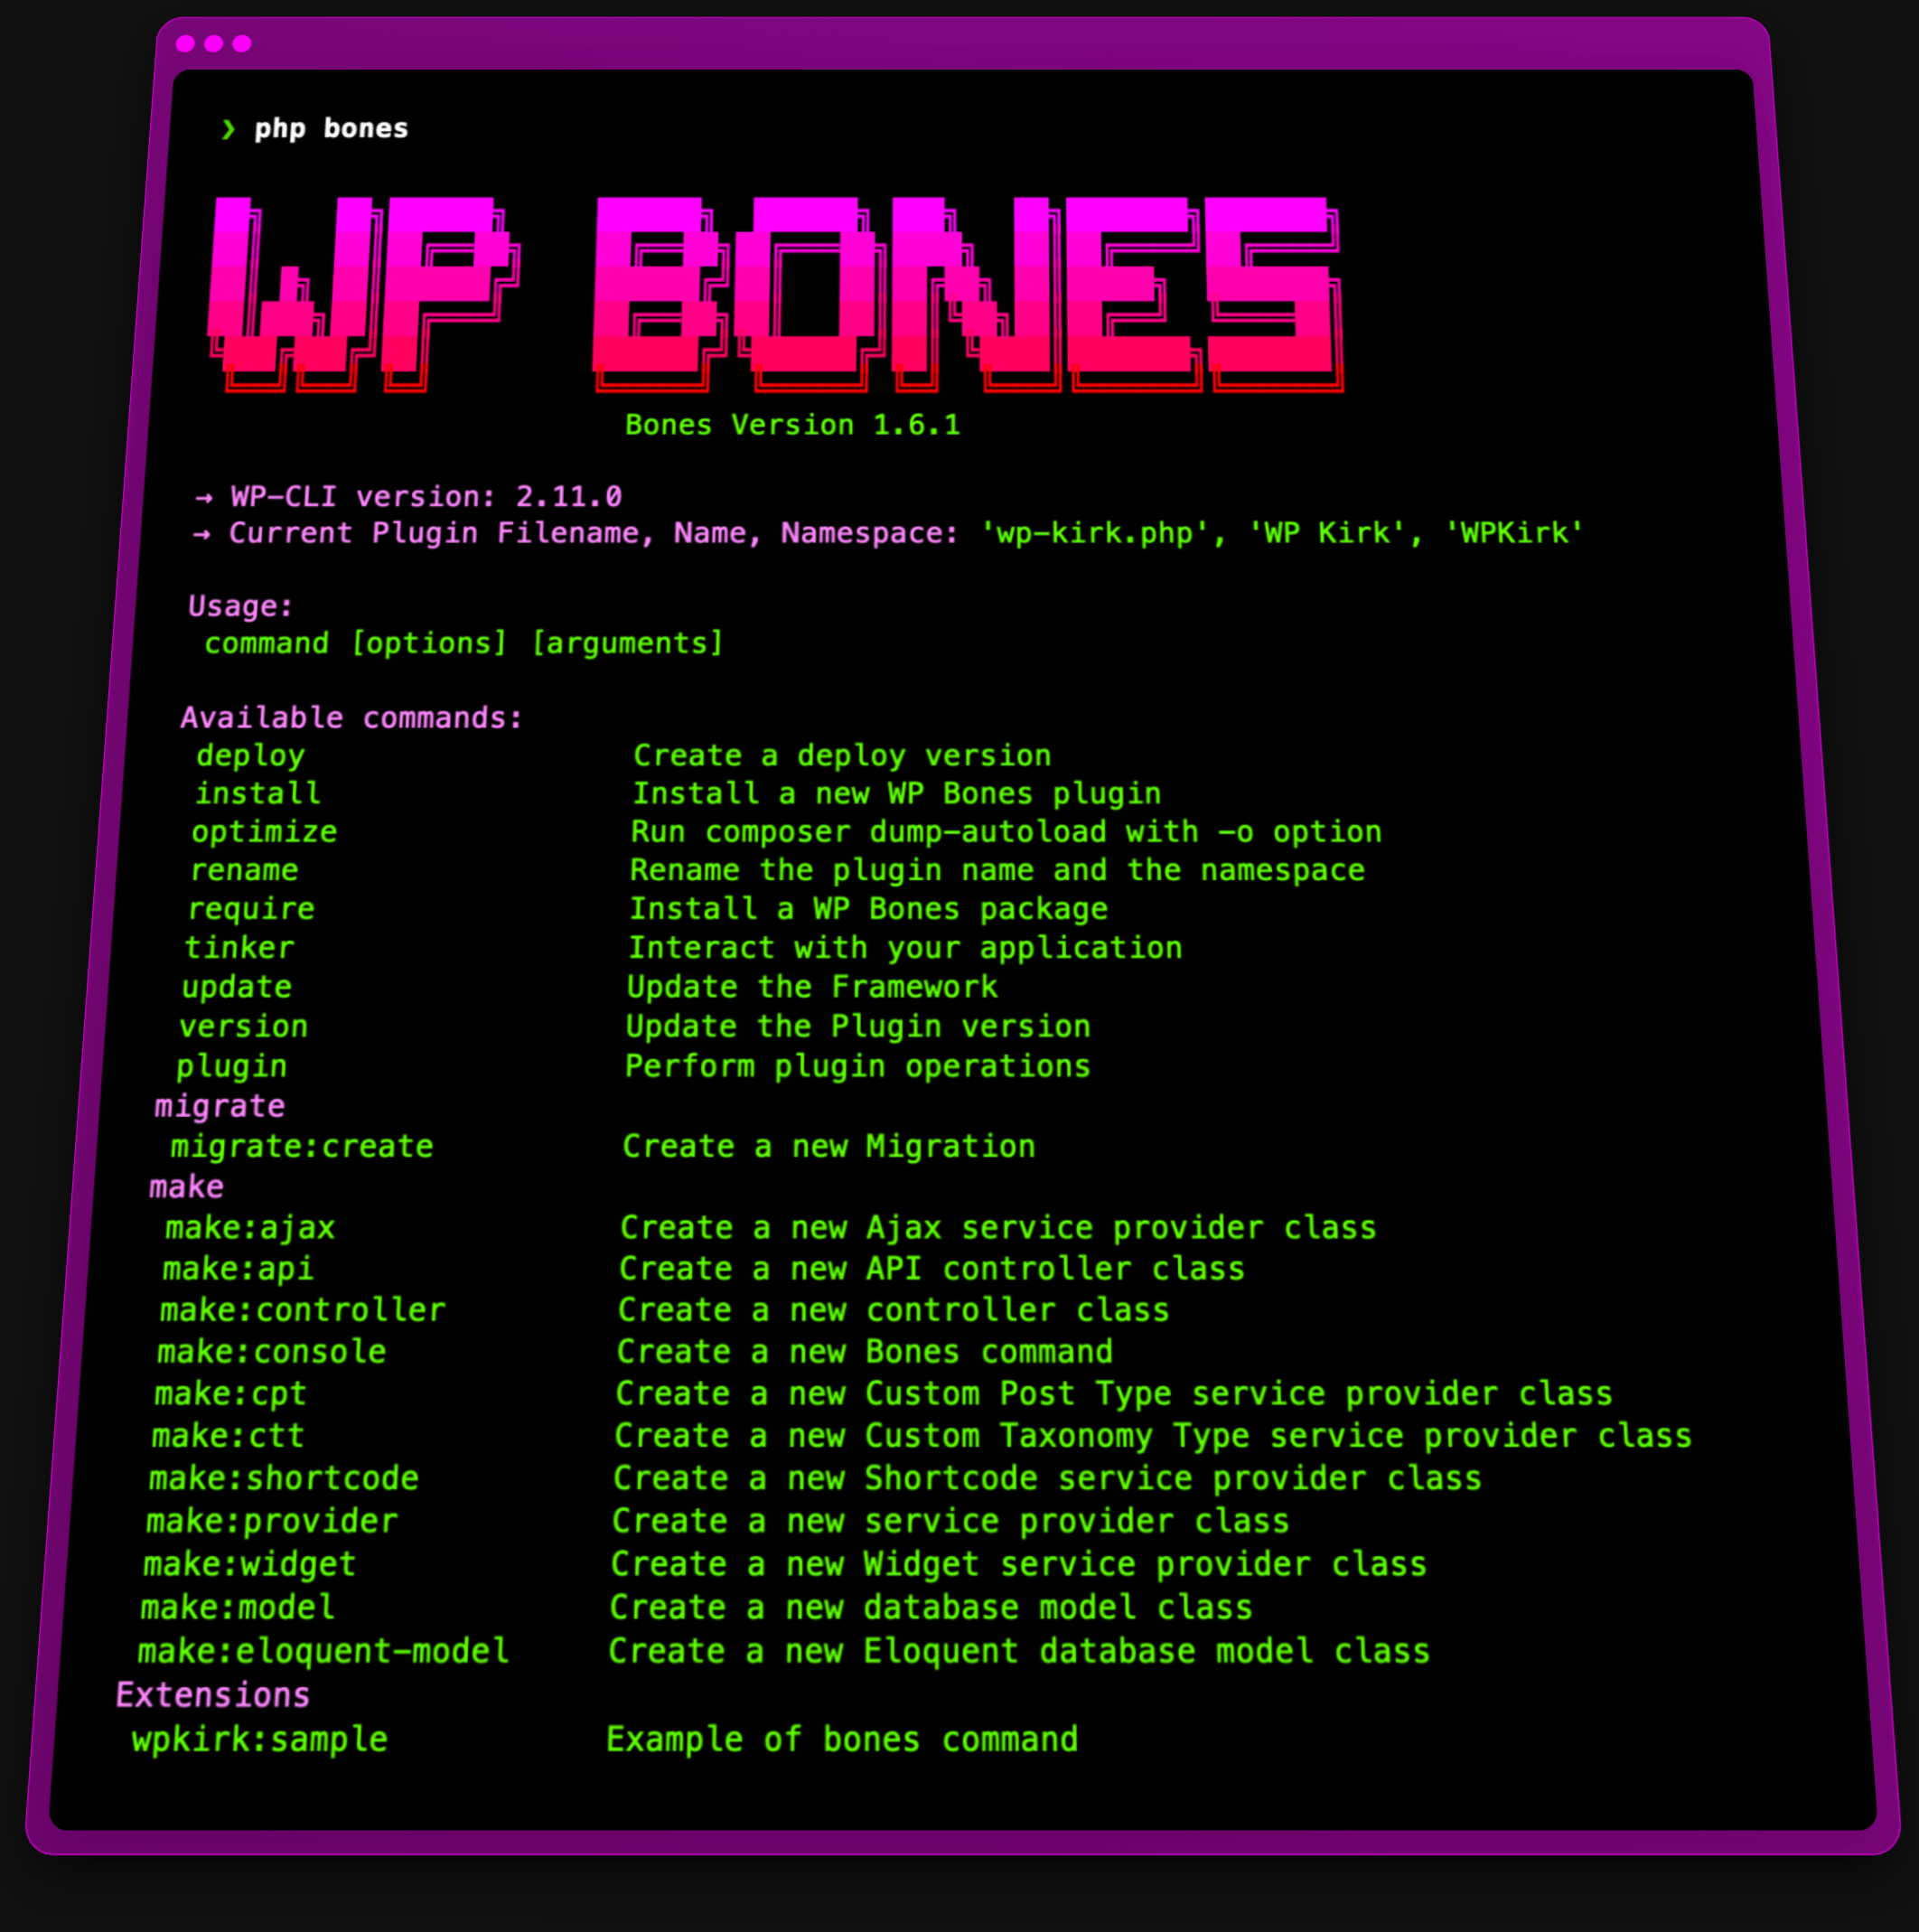 ❯ php bones
WP BONES
Bones Version 1.6.1
→ WP-CLI version: 2.11.0
→ Current Plugin Filename, Name, Namespace: 'wp-kirk.php', 'WP Kirk', 'WPKirk'
Usage:
command [options] [arguments]
Available commands:
deploy Create a deploy version
install Install a new WP Bones plugin
optimize Run composer dump-autoload with -o option
rename Rename the plugin name and the namespace
require Install a WP Bones package
tinker Interact with your application
update Update the Framework
version Update the Plugin version
plugin Perform plugin operations
migrate
migrate:create Create a new Migration
make
make:ajax Create a new Ajax service provider class
make:api Create a new API controller class
make:controller Create a new controller class
make:console Create a new Bones command
make:cpt Create a new Custom Post Type service provider class
make:ctt Create a new Custom Taxonomy Type service provider class
make:shortcode Create a new Shortcode service provider class
make:provider Create a new service provider class
make:widget Create a new Widget service provider class
make:model Create a new database model class
make:eloquent-model Create a new Eloquent database model class
Extensions
wpkirk:sample Example of bones command